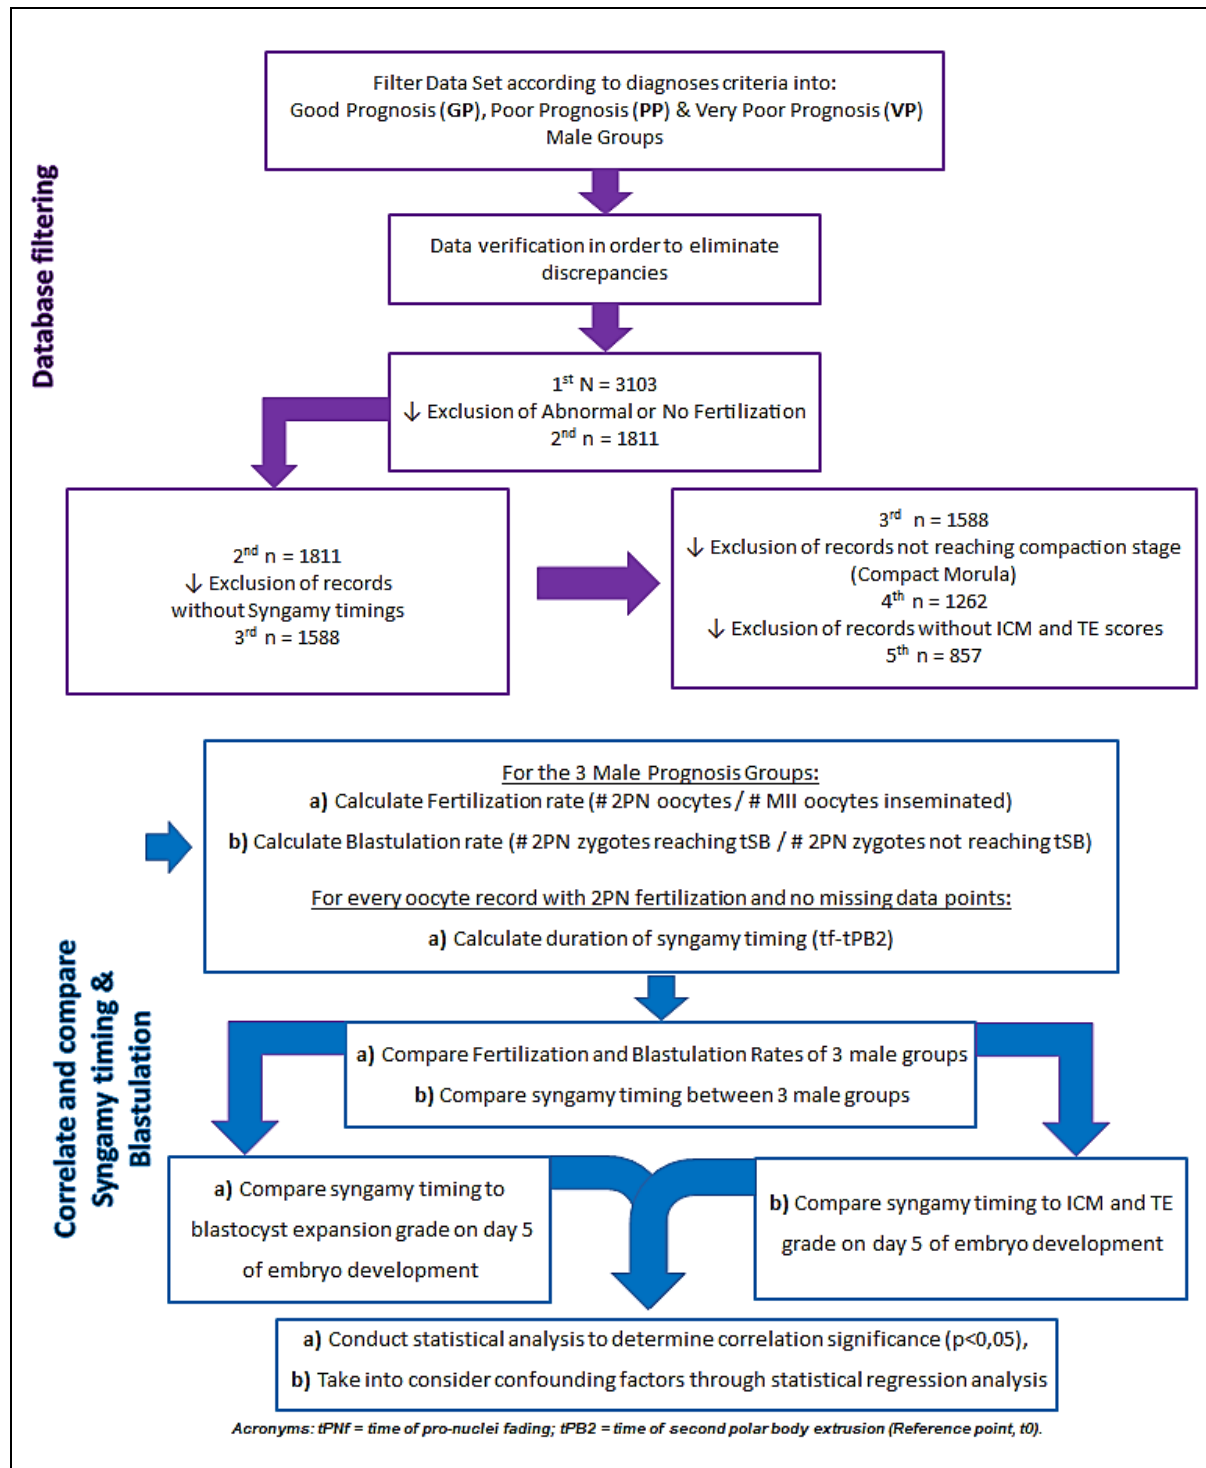 Filter Data Set according to diagnoses criteria into:
Good Prognosis (GP), Poor Prognosis (PP) & Very Poor Prognosis (VP)
Male Groups
Data verification in order to eliminate
discrepancies
Database filtering
1st N = 3103
↓ Exclusion of Abnormal or No Fertilization
2nd n = 1811
2nd n = 1811
↓ Exclusion of records
without Syngamy timings
3rd n = 1588
3rd n = 1588
↓ Exclusion of records not reaching compaction stage
(Compact Morula)
4th n = 1262
↓ Exclusion of records without ICM and TE scores
5th n = 857
For the 3 Male Prognosis Groups:
a) Calculate Fertilization rate (# 2PN oocytes / # MII oocytes inseminated)
b) Calculate Blastulation rate (# 2PN zygotes reaching tSB / # 2PN zygotes not reaching tSB)
For every oocyte record with 2PN fertilization and no missing data points:
a) Calculate duration of syngamy timing (tf-tPB2)
Correlate and compare
Syngamy timing &
Blastulation
a) Compare Fertilization and Blastulation Rates of 3 male groups
b) Compare syngamy timing between 3 male groups
a) Compare syngamy timing to
blastocyst expansion grade on day 5
of embryo development
b) Compare syngamy timing to ICM and TE
grade on day 5 of embryo development
a) Conduct statistical analysis to determine correlation significance (p<0,05),
b) Take into consider confounding factors through statistical regression analysis
Acronyms: tPNf = time of pro-nuclei fading; tPB2 = time of second polar body extrusion (Reference point, t0).